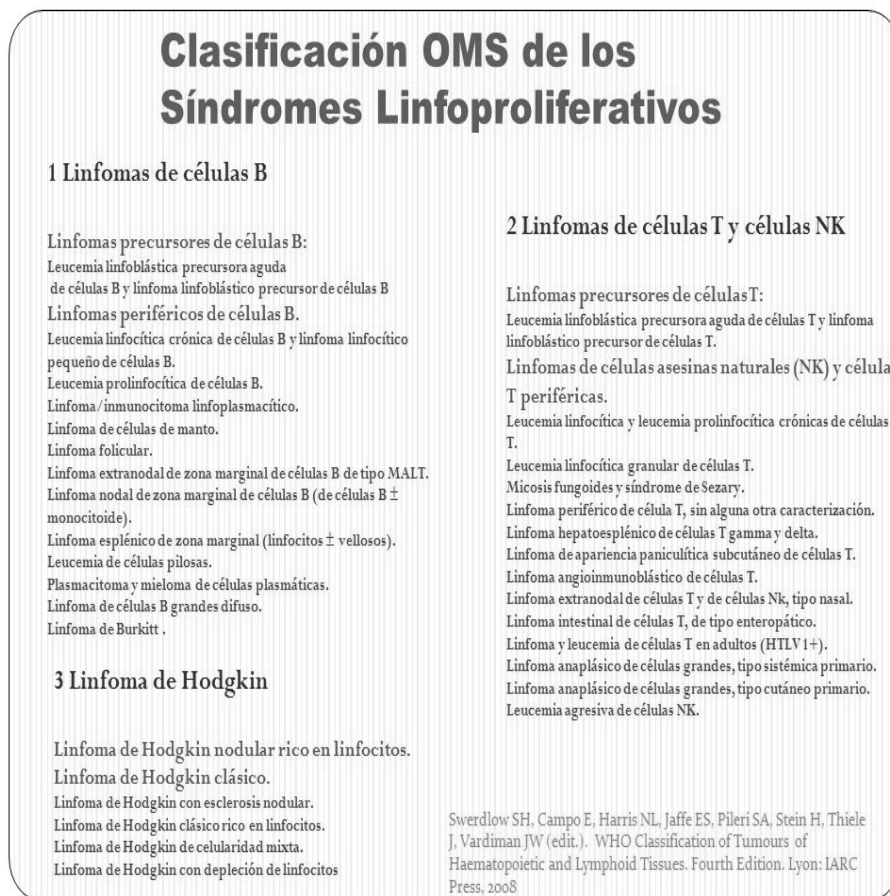 Clasificación OMS de los
Síndromes Linfoproliferativos
1 Linfomas de células B
Linfomas precursores de células B:
Leucemia linfoblástica precursora aguda
de células B y linfoma linfoblástico precursor de células B
Linfomas periféricos de células B.
Leucemia linfocítica crónica de células B y linfoma linfocítico
pequeño de células B.
Leucemia prolinfocítica de células B.
Linfoma/inmunocitoma linfoplasmacítico.
Linfoma de células de manto.
Linfoma folicular.
Linfoma extranodal de zona marginal de células B de tipo MALT.
Linfoma nodal de zona marginal de células B (de células B ±
monocitoide).
Linfoma esplénico de zona marginal (linfocitos ± vellosos).
Leucemia de células pilosas.
Plasmacitoma y mieloma de células plasmáticas.
Linfoma de células B grandes difuso.
Linfoma de Burkitt .
3 Linfoma de Hodgkin
Linfoma de Hodgkin nodular rico en linfocitos.
Linfoma de Hodgkin clásico.
Linfoma de Hodgkin con esclerosis nodular.
Linfoma de Hodgkin clásico rico en linfocitos.
Linfoma de Hodgkin de celularidad mixta.
Linfoma de Hodgkin con depleción de linfocitos
2 Linfomas de células T y células NK
Linfomas precursores de células T:
Leucemia linfoblástica precursora aguda de células T y linfoma
linfoblástico precursor de células T.
Linfomas de células asesinas naturales (NK) y célula
T periféricas.
Leucemia linfocítica y leucemia prolinfocítica crónicas de células
T.
Leucemia linfocítica granular de células T.
Micosis fungoides y síndrome de Sezary.
Linfoma periférico de célula T, sin alguna otra caracterización.
Linfoma hepatoesplénico de células T gamma y delta.
Linfoma de apariencia paniculítica subcutáneo de células T.
Linfoma angioinmunoblástico de células T.
Linfoma extranodal de células T y de células Nk, tipo nasal.
Linfoma intestinal de células T, de tipo enteropático.
Linfoma y leucemia de células T en adultos (HTLV 1+).
Linfoma anaplásico de células grandes, tipo sistémica primario.
Linfoma anaplásico de células grandes, tipo cutáneo primario.
Leucemia agresiva de células NK.
Swerdlow SH, Campo E, Harris NL, Jaffe ES, Pileri SA, Stein H, Thiele
J, Vardiman JW (edit.). WHO Classification of Tumours of
Haematopoietic and Lymphoid Tissues. Fourth Edition. Lyon: IARC
Press, 2008